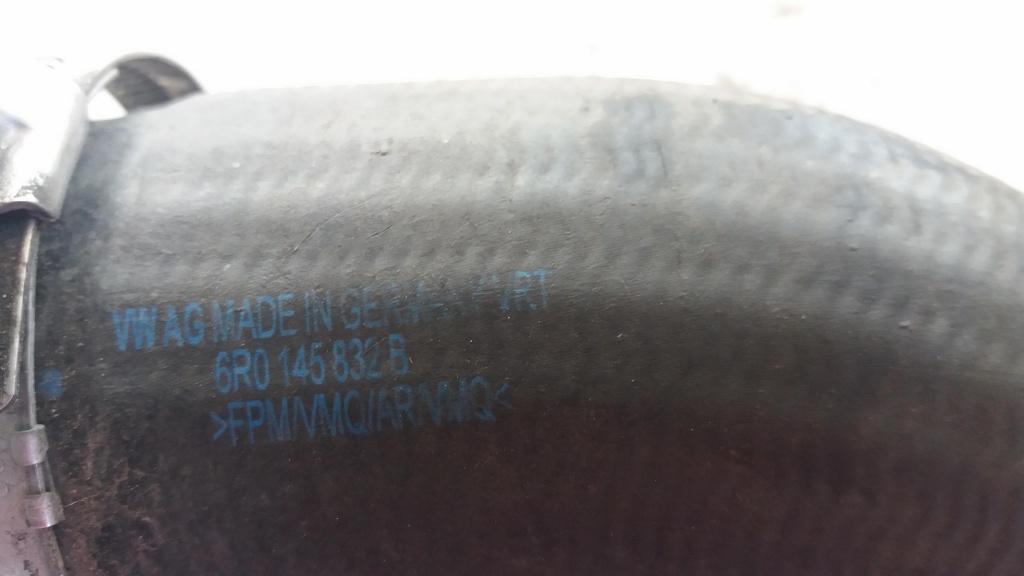 VW AG MADE IN GERMANY VRT
6R0 145 832 B
>FPM/VMQ/AR/VMQ<